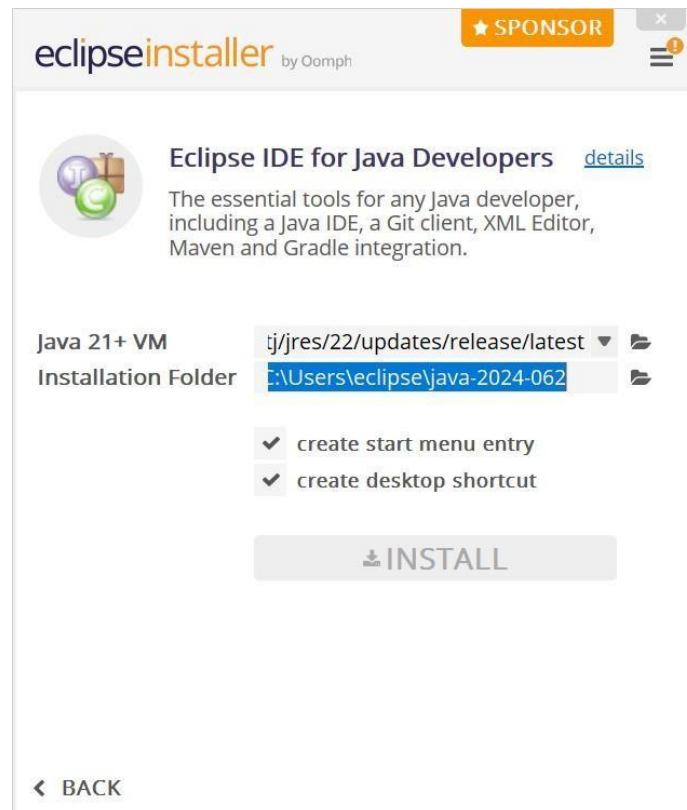 SPONSOR
eclipseinstaller by Oomph
Eclipse IDE for Java Developers details
The essential tools for any Java developer,
including a Java IDE, a Git client, XML Editor,
Maven and Gradle integration.
Java 21+ VM tj/jres/22/updates/release/latest
Installation Folder C:\Users\eclipse\java-2024-062
create start menu entry
create desktop shortcut
INSTALL
BACK